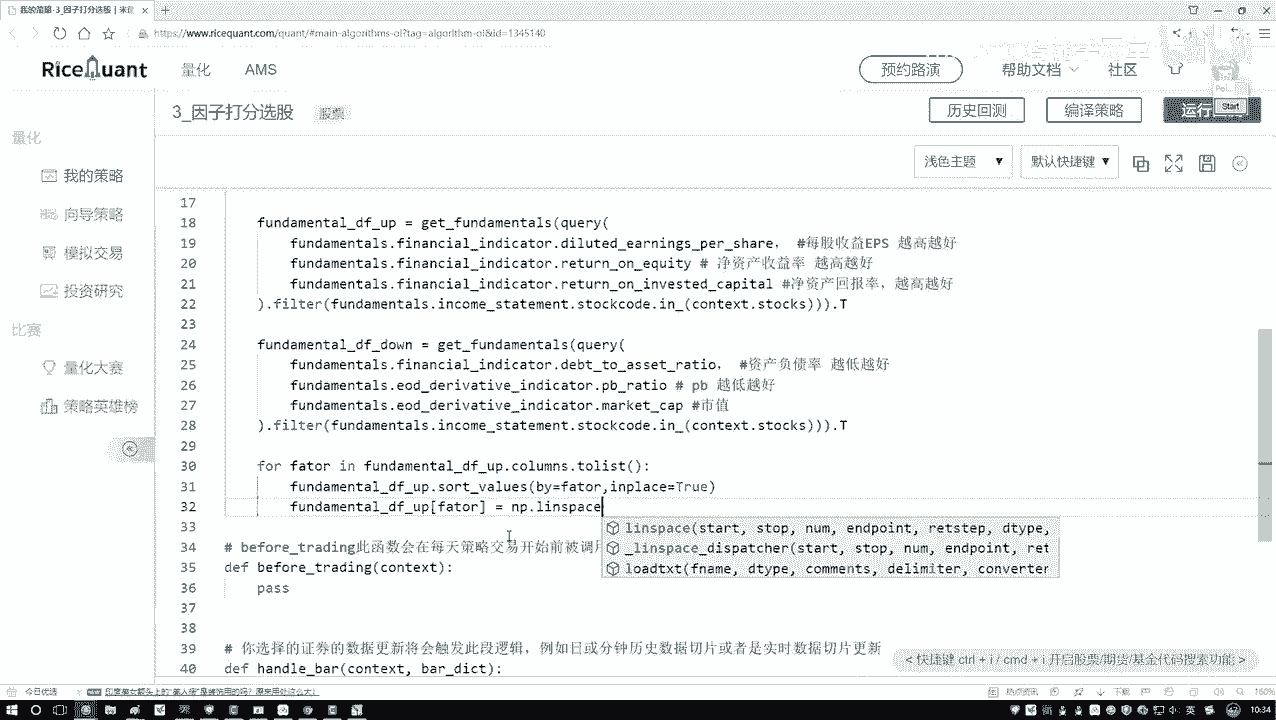 我的策略-3_因子打分选股 | 米筐
https://www.ricequant.com/quant/#main-algorithms-ol?tag=algorithm-ol&id=1345140
RiceQuant 量化 AMS 预约路演 帮助文档 社区
Start
3_因子打分选股 股票 历史回测 编译策略 运行
浅色主题 ▼ 默认快捷键 ▼
量化
我的策略
向导策略
模拟交易
投资研究
比赛
量化大赛
策略英雄榜
17
18 fundamental_df_up = get_fundamentals(query(
19 fundamentals.financial_indicator.diluted_earnings_per_share， #每股收益EPS 越高越好
20 fundamentals.financial_indicator.return_on_equity # 净资产收益率 越高越好
21 fundamentals.financial_indicator.return_on_invested_capital #净资产回报率，越高越好
22 ).filter(fundamentals.income_statement.stockcode.in_(context.stocks))).T
23
24 fundamental_df_down = get_fundamentals(query(
25 fundamentals.financial_indicator.debt_to_asset_ratio， #资产负债率 越低越好
26 fundamentals.eod_derivative_indicator.pb_ratio # pb 越低越好
27 fundamentals.eod_derivative_indicator.market_cap #市值
28 ).filter(fundamentals.income_statement.stockcode.in_(context.stocks))).T
29
30 for fator in fundamental_df_up.columns.tolist():
31 fundamental_df_up.sort_values(by=fator,inplace=True)
32 fundamental_df_up[fator] = np.linspace
linspace(start, stop, num, endpoint, retstep, dtype,
_linspace_dispatcher(start, stop, num, endpoint, ret
loadtxt(fname, dtype, comments, delimiter, converter
33
34 # before_trading此函数会在每天策略交易开始前被调用
35 def before_trading(context):
36 pass
37
38
39 # 你选择的证券的数据更新将会触发此段逻辑，例如日或分钟历史数据切片或者是实时数据切片更新
40 def handle_bar(context, bar_dict):
< 快捷键 ctrl + i / cmd + i 开启股票/期货/基金代码搜索功能 >
今日优选 热点资讯 下载 160%
英 10:34